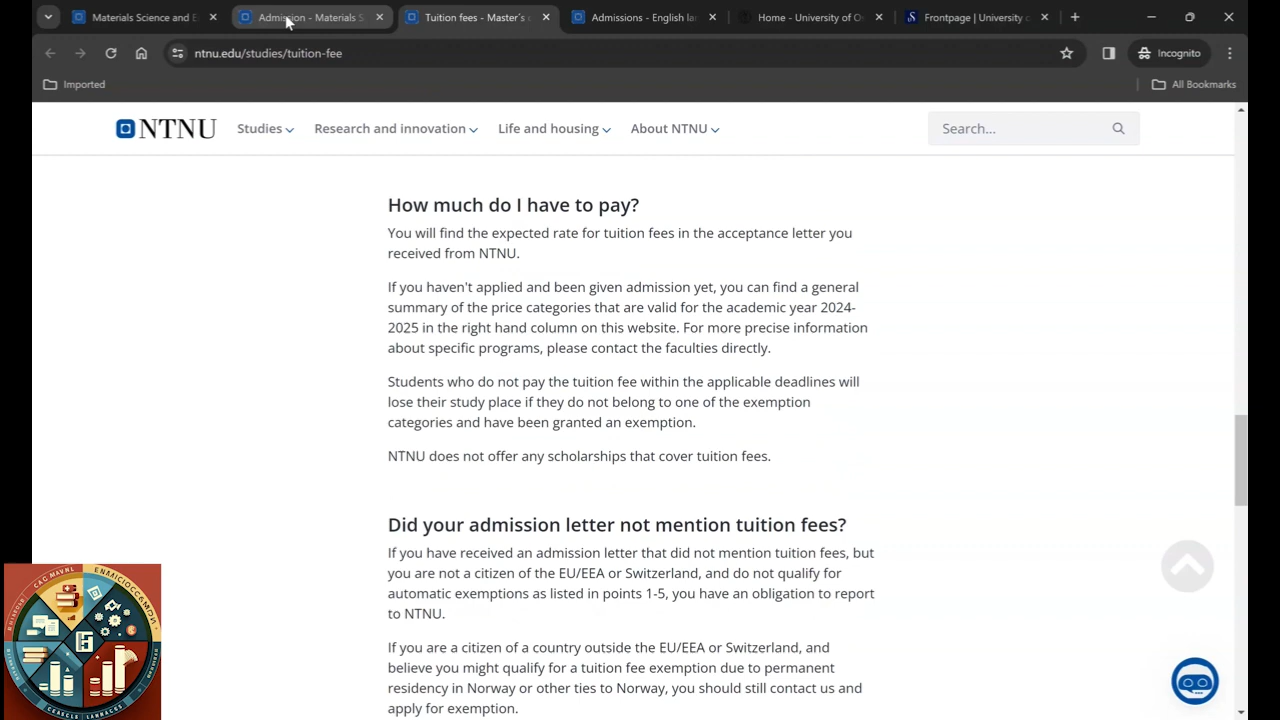 Materials Science and E
Admission - Materials S
Tuition fees - Master's
Admissions - English la
Home - University of O
Frontpage | University o
ntnu.edu/studies/tuition-fee
Incognito
Imported
All Bookmarks
NTNU
Studies
Research and innovation
Life and housing
About NTNU
Search...
How much do I have to pay?
You will find the expected rate for tuition fees in the acceptance letter you
received from NTNU.
If you haven't applied and been given admission yet, you can find a general
summary of the price categories that are valid for the academic year 2024-
2025 in the right hand column on this website. For more precise information
about specific programs, please contact the faculties directly.
Students who do not pay the tuition fee within the applicable deadlines will
lose their study place if they do not belong to one of the exemption
categories and have been granted an exemption.
NTNU does not offer any scholarships that cover tuition fees.
Did your admission letter not mention tuition fees?
If you have received an admission letter that did not mention tuition fees, but
you are not a citizen of the EU/EEA or Switzerland, and do not qualify for
automatic exemptions as listed in points 1-5, you have an obligation to report
to NTNU.
If you are a citizen of a country outside the EU/EEA or Switzerland, and
believe you might qualify for a tuition fee exemption due to permanent
residency in Norway or other ties to Norway, you should still contact us and
apply for exemption.